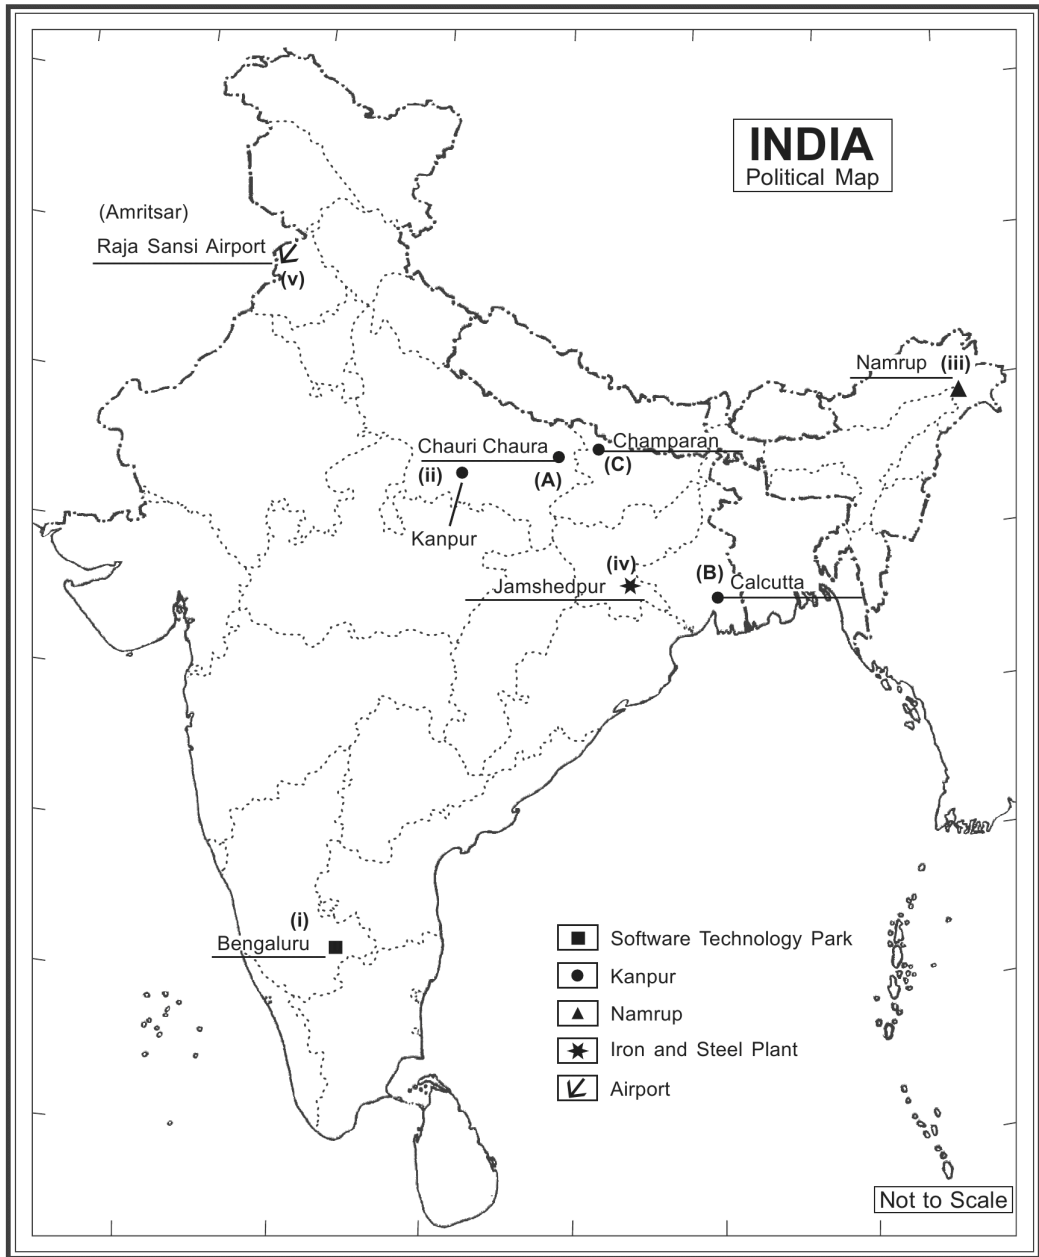 INDIA
Political Map
(Amritsar)
Raja Sansi Airport
(v)
Namrup (iii)
Chauri Chaura
Champaran
(ii)
(A)
(C)
Kanpur
(iv)
Jamshedpur
(B)
Calcutta
(i)
Bengaluru
Software Technology Park
Kanpur
Namrup
Iron and Steel Plant
Airport
Not to Scale